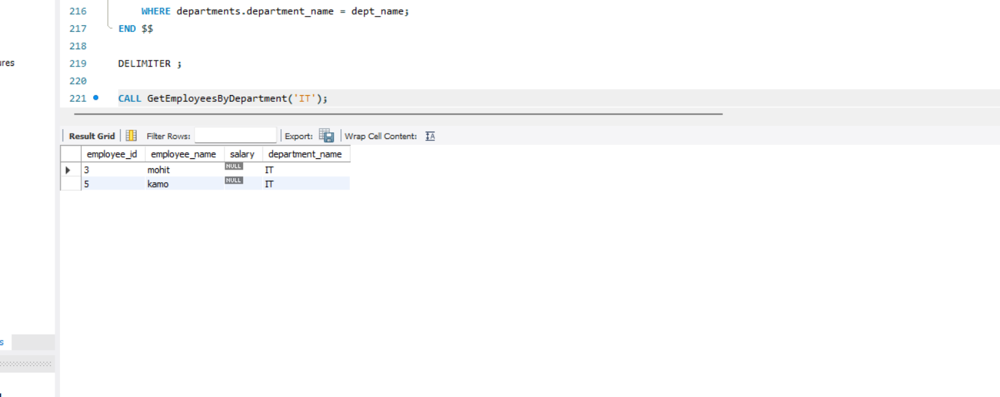 216 WHERE departments.department_name = dept_name;
217 END $$
218
ures
219 DELIMITER ;
220
221 CALL GetEmployeesByDepartment('IT');
Result Grid Filter Rows: Export: Wrap Cell Content: IA
employee_id employee_name salary department_name
3 mohit NULL IT
5 kamo NULL IT
s